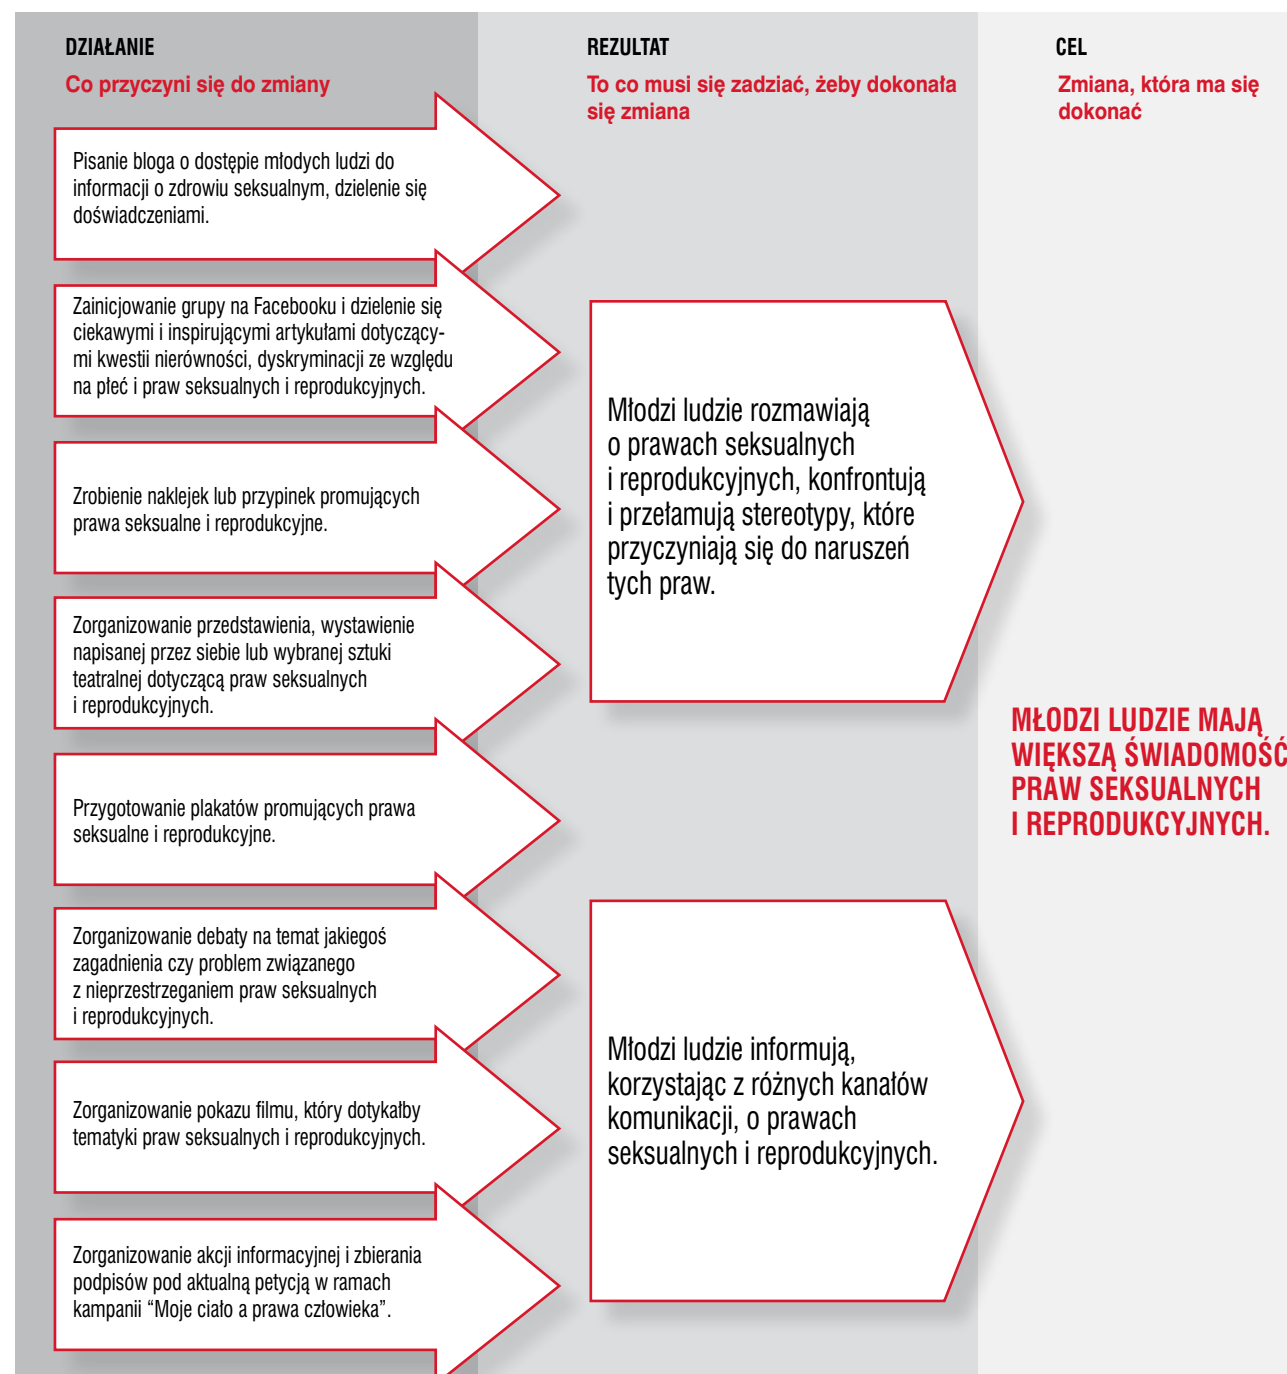 DZIAŁANIE
Co przyczyni się do zmiany
Pisanie bloga o dostępie młodych ludzi do
informacji o zdrowiu seksualnym, dzielenie się
doświadczeniami.
Zainicjowanie grupy na Facebooku i dzielenie się
ciekawymi i inspirującymi artykułami dotyczący-
mi kwestii nierówności, dyskryminacji ze względu
na płeć i praw seksualnych i reprodukcyjnych.
Zrobienie naklejek lub przypinek promujących
prawa seksualne i reprodukcyjne.
Zorganizowanie przedstawienia, wystawienie
napisanej przez siebie lub wybranej sztuki
teatralnej dotyczącą praw seksualnych
i reprodukcyjnych.
Przygotowanie plakatów promujących prawa
seksualne i reprodukcyjne.
Zorganizowanie debaty na temat jakiegoś
zagadnienia czy problem związanego
z nieprzestrzeganiem praw seksualnych
i reprodukcyjnych.
Zorganizowanie pokazu filmu, który dotykałby
tematyki praw seksualnych i reprodukcyjnych.
Zorganizowanie akcji informacyjnej i zbierania
podpisów pod aktualną petycją w ramach
kampanii “Moje ciało a prawa człowieka”.
REZULTAT
To co musi się zadziać, żeby dokonała
się zmiana
Młodzi ludzie rozmawiają
o prawach seksualnych
i reprodukcyjnych, konfrontują
i przełamują stereotypy, które
przyczyniają się do naruszeń
tych praw.
Młodzi ludzie informują,
korzystając z różnych kanałów
komunikacji, o prawach
seksualnych i reprodukcyjnych.
CEL
Zmiana, która ma się
dokonać
MŁODZI LUDZIE MAJĄ
WIĘKSZĄ ŚWIADOMOŚĆ
PRAW SEKSUALNYCH
I REPRODUKCYJNYCH.